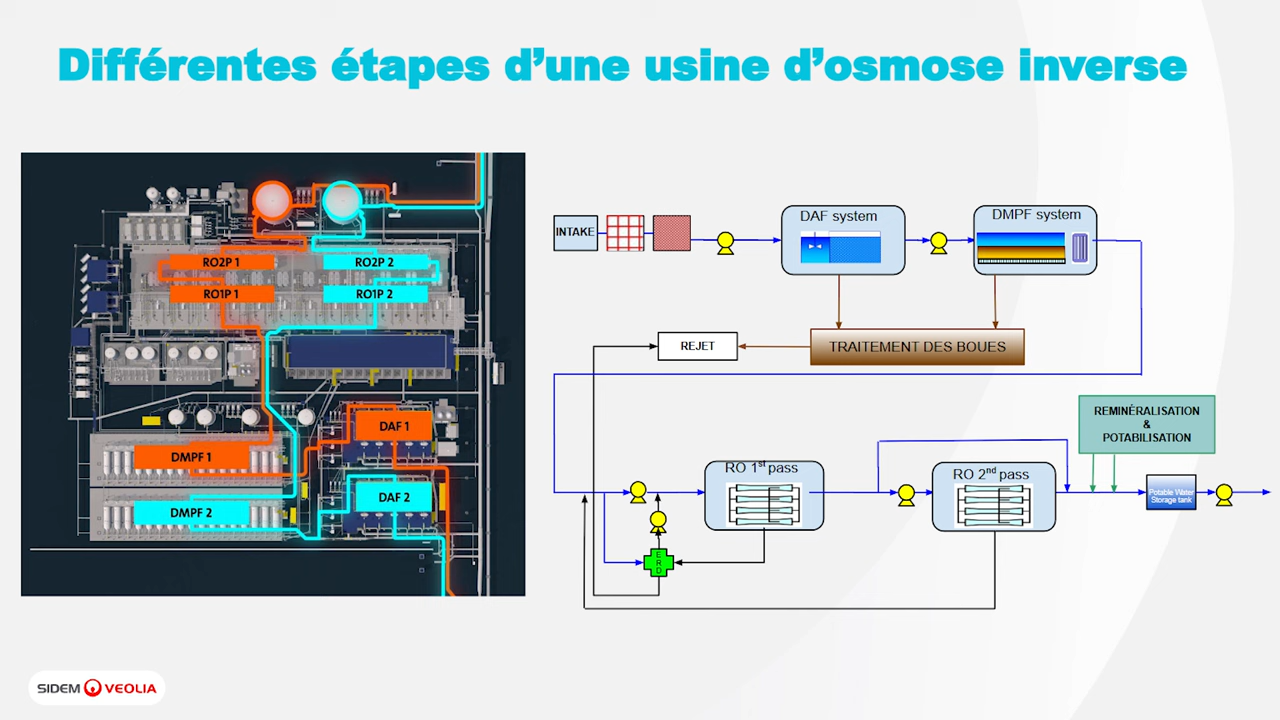 Différentes étapes d'une usine d'osmose inverse
RO2P 1
RO2P 2
RO1P 1
RO1P 2
DAF 1
DMPF 1
DAF 2
DMPF 2
INTAKE
DAF system
DMPF system
REJET
TRAITEMENT DES BOUES
REMINÉRALISATION
&
POTABILISATION
RO 1st pass
RO 2nd pass
Potable Water
Storage tank
ERD
SIDEM VEOLIA